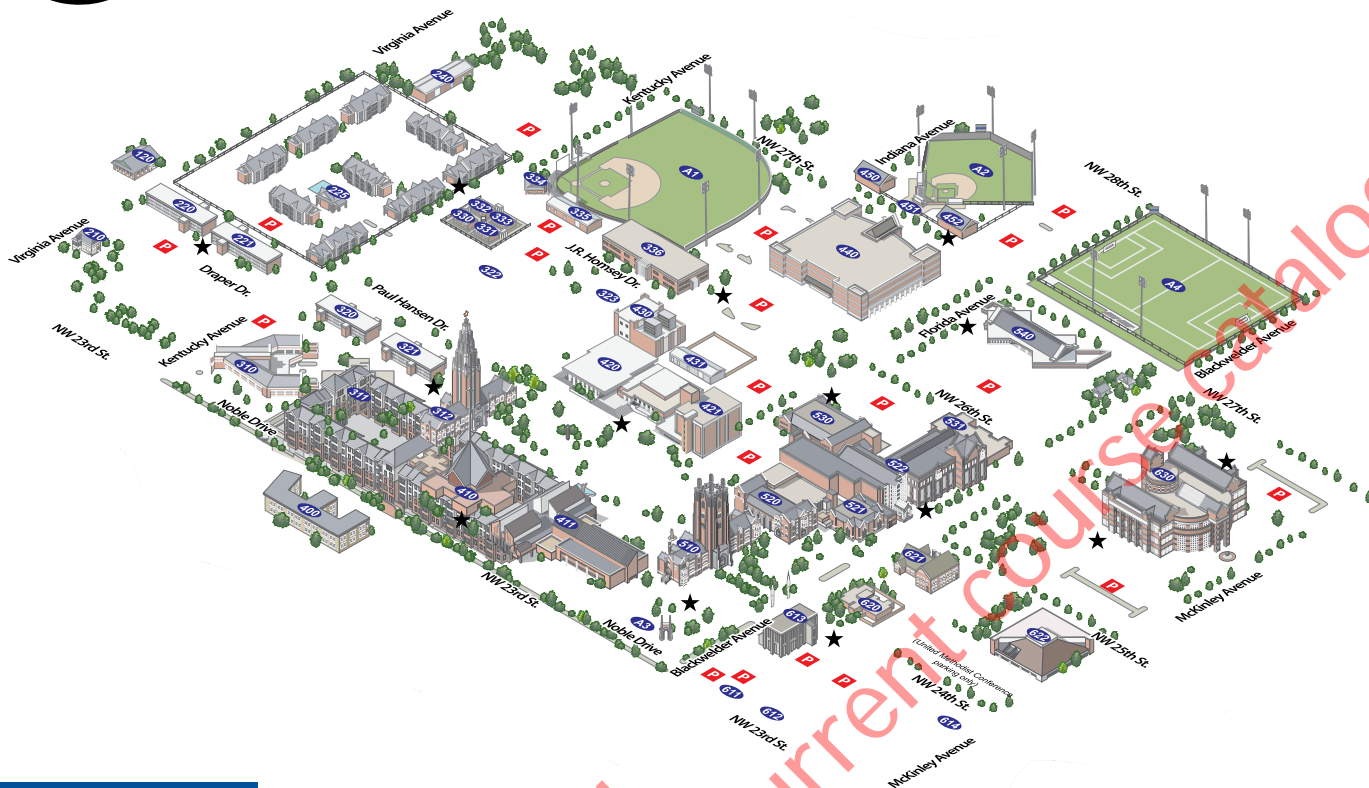 Virginia Avenue
240
Kentucky Avenue
P
NW 27th St.
A1
Indiana Avenue
A2
450
451
452
NW 28th St.
120
220
221
225
P
P
210
Virginia Avenue
Draper Dr.
334
332
333
330
331
335
P
P
336
J.R. Homsey Dr.
322
323
P
440
P
P
A4
P
Florida Avenue
540
Blackwelder Avenue
NW 23rd St.
Kentucky Avenue
P
320
Paul Hansen Dr.
321
310
311
312
430
420
431
421
P
P
P
NW 26th St.
NW 27th St.
530
531
522
520
521
P
630
P
Noble Drive
400
410
411
510
NW 23rd St.
621
620
613
A3
Noble Drive
Blackwelder Avenue
P
McKinley Avenue
622
NW 25th St.
(United Methodist Conference
parking only)
NW 24th St.
P
P
P
P
611
612
NW 23rd St.
614
McKinley Avenue
urrent course catalo